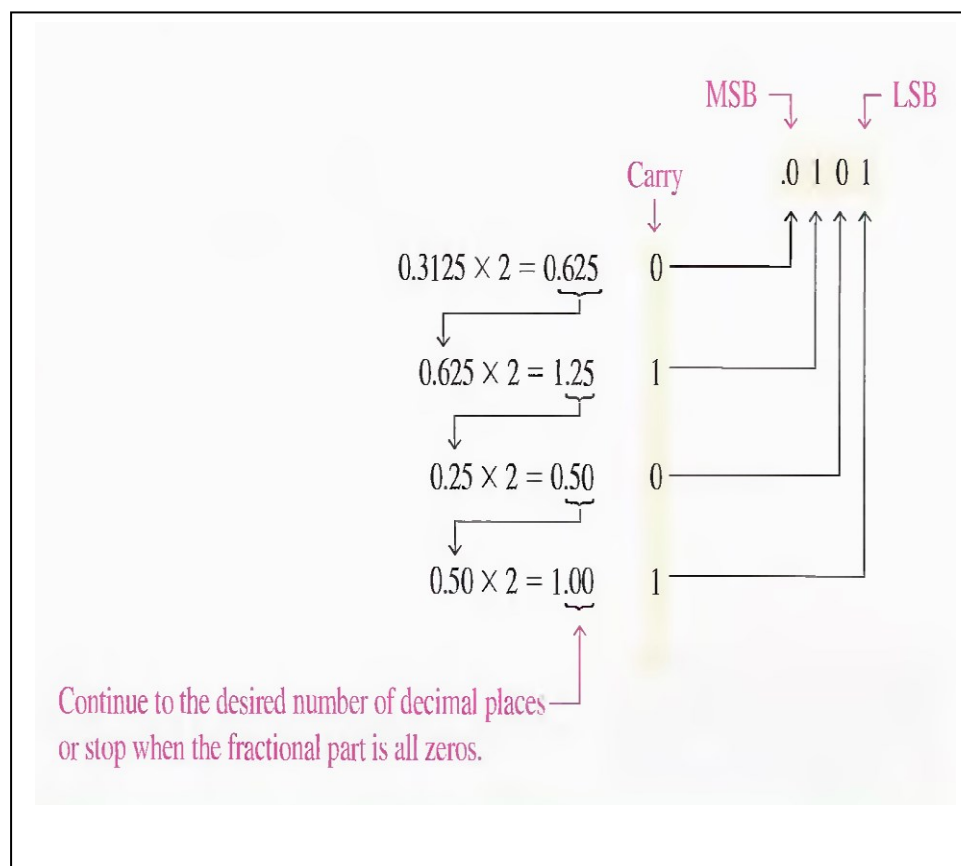 MSB LSB
.0 1 0 1
Carry
0.3125 × 2 = 0.625 0
0.625 × 2 = 1.25 1
0.25 × 2 = 0.50 0
0.50 × 2 = 1.00 1
Continue to the desired number of decimal places
or stop when the fractional part is all zeros.